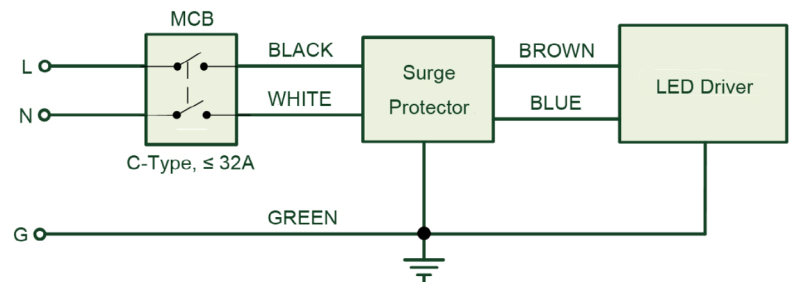 MCB
L
BLACK
BROWN
Surge
Protector
LED Driver
N
WHITE
BLUE
C-Type, ≤ 32A
GREEN
G